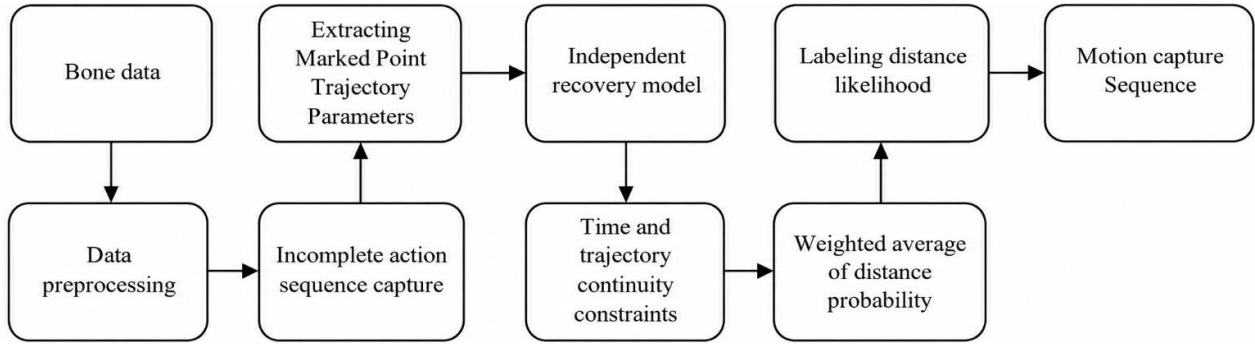 Bone data
Data
preprocessing
Incomplete action
sequence capture
Extracting
Marked Point
Trajectory
Parameters
Independent
recovery model
Time and
trajectory
continuity
constraints
Weighted average
of distance
probability
Labeling distance
likelihood
Motion capture
Sequence